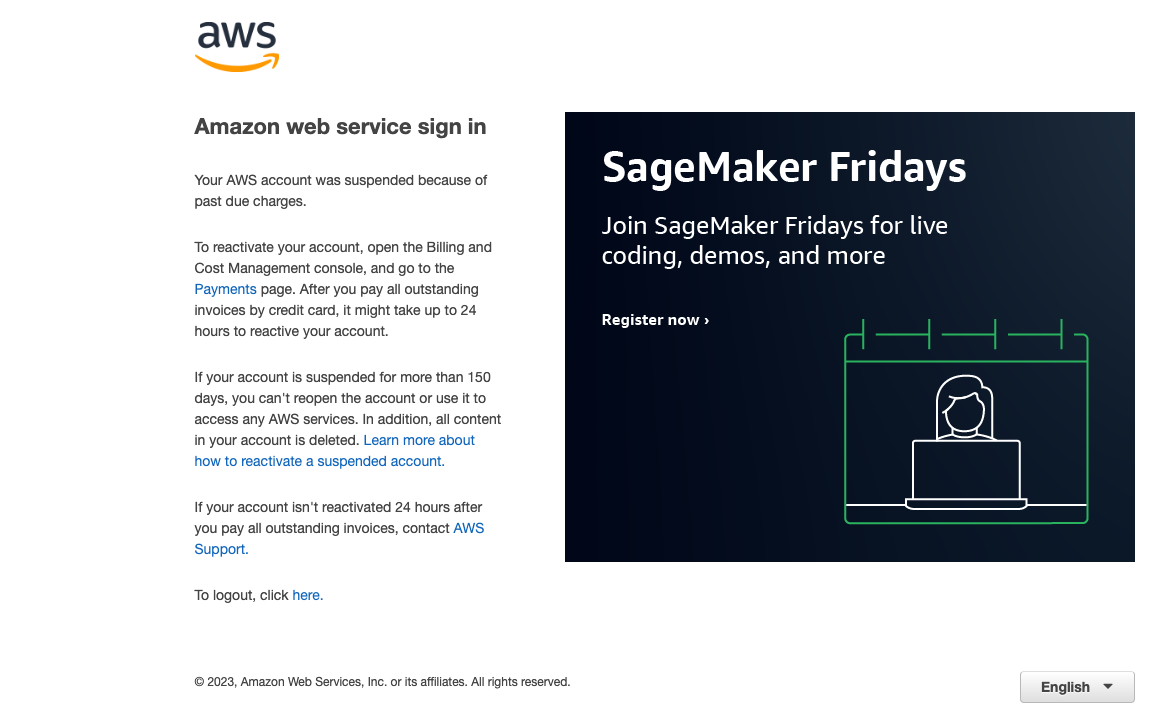 aws
Amazon web service sign in
Your AWS account was suspended because of
past due charges.
To reactivate your account, open the Billing and
Cost Management console, and go to the
Payments page. After you pay all outstanding
invoices by credit card, it might take up to 24
hours to reactive your account.
If your account is suspended for more than 150
days, you can't reopen the account or use it to
access any AWS services. In addition, all content
in your account is deleted. Learn more about
how to reactivate a suspended account.
If your account isn't reactivated 24 hours after
you pay all outstanding invoices, contact AWS
Support.
To logout, click here.
SageMaker Fridays
Join SageMaker Fridays for live
coding, demos, and more
Register now ›
© 2023, Amazon Web Services, Inc. or its affiliates. All rights reserved.
English